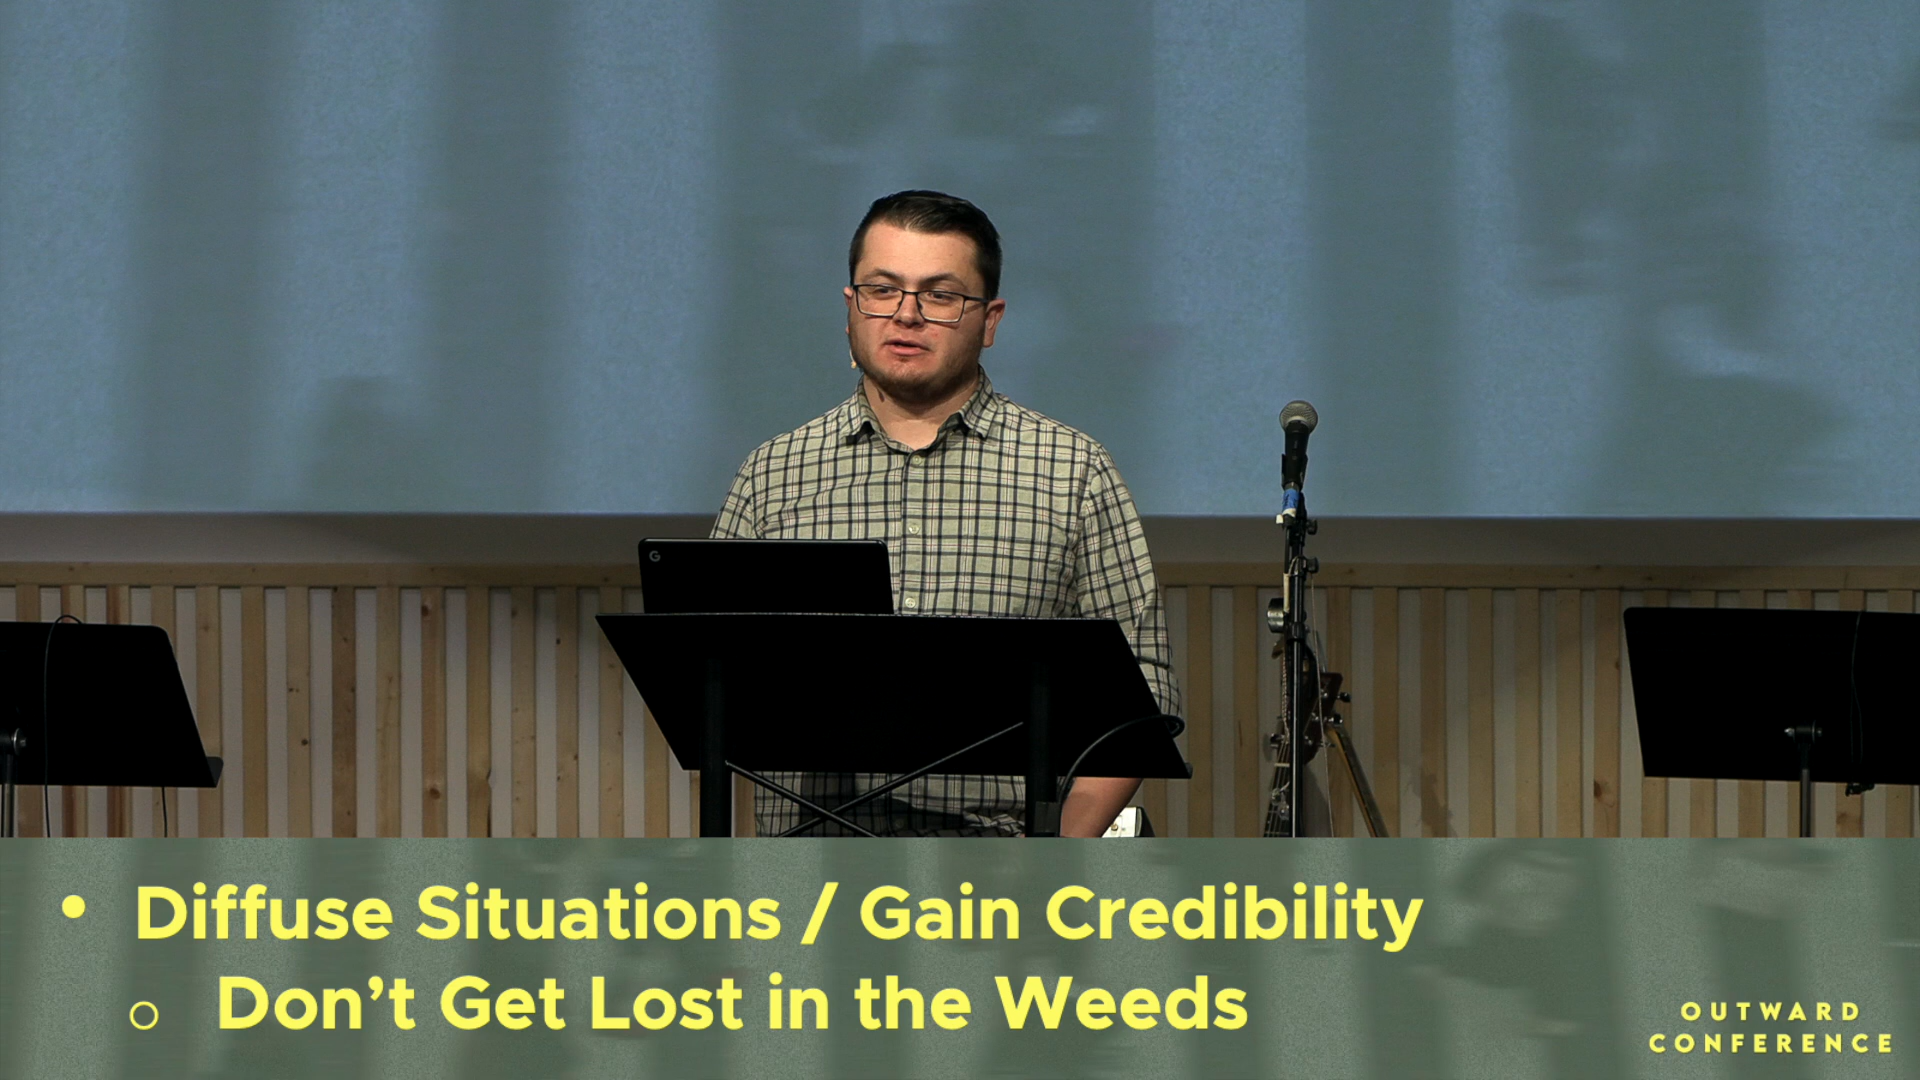 G
• Diffuse Situations / Gain Credibility
o Don’t Get Lost in the Weeds
OUTWARD
CONFERENCE